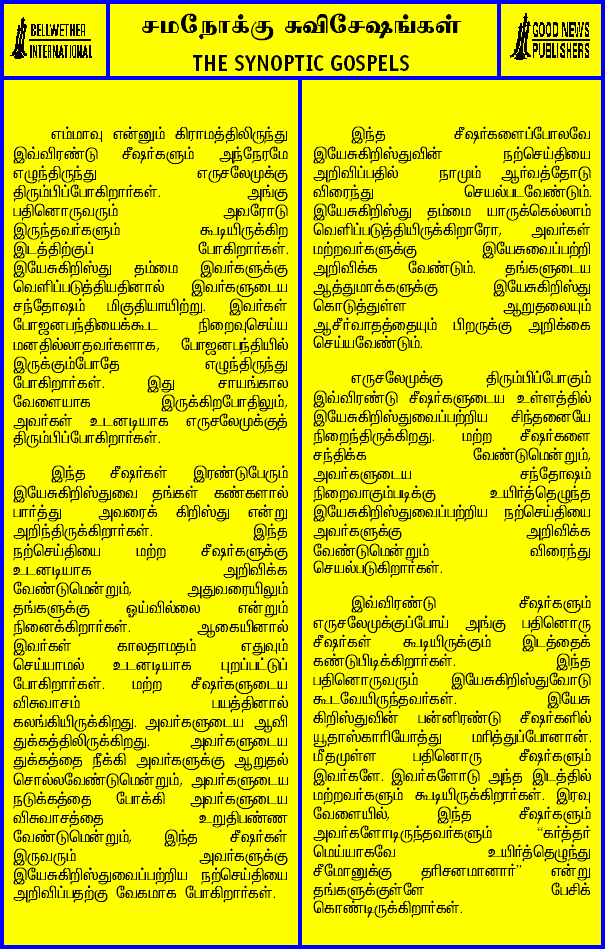 BELLWETHER
INTERNATIONAL
சமநோக்கு சுவிசேஷங்கள்
THE SYNOPTIC GOSPELS
GOOD NEWS
PUBLISHERS
எம்மாவு என்னும் கிராமத்திலிருந்து
இவ்விரண்டு சீஷர்களும் அந்நேரமே
எழுந்திருந்து எருசலேமுக்கு
திரும்பிப்போகிறார்கள். அங்கு
பதினொருவரும் அவரோடு
இருந்தவர்களும் கூடியிருக்கிற
இடத்திற்குப் போகிறார்கள்.
இயேசுகிறிஸ்து தம்மை இவர்களுக்கு
வெளிப்படுத்தியதினால் இவர்களுடைய
சந்தோஷம் மிகுதியாயிற்று. இவர்கள்
போஜனபந்தியைக்கூட நிறைவுசெய்ய
மனதில்லாதவர்களாக, போஜனபந்தியில்
இருக்கும்போதே எழுந்திருந்து
போகிறார்கள். இது சாயங்கால
வேளையாக இருக்கிறபோதிலும்,
அவர்கள் உடனடியாக எருசலேமுக்குத்
திரும்பிப்போகிறார்கள்.
இந்த சீஷர்கள் இரண்டுபேரும்
இயேசுகிறிஸ்துவை தங்கள் கண்களால்
பார்த்து அவரைக் கிறிஸ்து என்று
அறிந்திருக்கிறார்கள். இந்த
நற்செய்தியை மற்ற சீஷர்களுக்கு
உடனடியாக அறிவிக்க
வேண்டுமென்றும், அதுவரையிலும்
தங்களுக்கு ஓய்வில்லை என்றும்
நினைக்கிறார்கள். ஆகையினால்
இவர்கள் காலதாமதம் எதுவும்
செய்யாமல் உடனடியாக புறப்பட்டுப்
போகிறார்கள். மற்ற சீஷர்களுடைய
விசுவாசம் பயத்தினால்
கலங்கியிருக்கிறது. அவர்களுடைய ஆவி
துக்கத்திலிருக்கிறது. அவர்களுடைய
துக்கத்தை நீக்கி அவர்களுக்கு ஆறுதல்
சொல்லவேண்டுமென்றும், அவர்களுடைய
நடுக்கத்தை போக்கி அவர்களுடைய
விசுவாசத்தை உறுதிபண்ண
வேண்டுமென்றும், இந்த சீஷர்கள்
இருவரும் அவர்களுக்கு
இயேசுகிறிஸ்துவைப்பற்றிய நற்செய்தியை
அறிவிப்பதற்கு வேகமாக போகிறார்கள்.
இந்த சீஷர்களைப்போலவே
இயேசுகிறிஸ்துவின் நற்செய்தியை
அறிவிப்பதில் நாமும் ஆர்வத்தோடு
விரைந்து செயல்படவேண்டும்.
இயேசுகிறிஸ்து தம்மை யாருக்கெல்லாம்
வெளிப்படுத்தியிருக்கிறாரோ, அவர்கள்
மற்றவர்களுக்கு இயேசுவைப்பற்றி
அறிவிக்க வேண்டும். தங்களுடைய
ஆத்துமாக்களுக்கு இயேசுகிறிஸ்து
கொடுத்துள்ள ஆறுதலையும்
ஆசீர்வாதத்தையும் பிறருக்கு அறிக்கை
செய்யவேண்டும்.
எருசலேமுக்கு திரும்பிப்போகும்
இவ்விரண்டு சீஷர்களுடைய உள்ளத்தில்
இயேசுகிறிஸ்துவைப்பற்றிய சிந்தனையே
நிறைந்திருக்கிறது. மற்ற சீஷர்களை
சந்திக்க வேண்டுமென்றும்,
அவர்களுடைய சந்தோஷம்
நிறைவாகும்படிக்கு உயிர்த்தெழுந்த
இயேசுகிறிஸ்துவைப்பற்றிய நற்செய்தியை
அவர்களுக்கு அறிவிக்க
வேண்டுமென்றும் விரைந்து
செயல்படுகிறார்கள்.
இவ்விரண்டு சீஷர்களும்
எருசலேமுக்குப்போய் அங்கு பதினொரு
சீஷர்கள் கூடியிருக்கும் இடத்தைக்
கண்டுபிடிக்கிறார்கள். இந்த
பதினொருவரும் இயேசுகிறிஸ்துவோடு
கூடவேயிருந்தவர்கள். இயேசு
கிறிஸ்துவின் பன்னிரண்டு சீஷர்களில்
யூதாஸ்காரியோத்து மரித்துப்போனான்.
மீதமுள்ள பதினொரு சீஷர்களும்
இவர்களே. இவர்களோடு அந்த இடத்தில்
மற்றவர்களும் கூடியிருக்கிறார்கள். இரவு
வேளையில், இந்த சீஷர்களும்
அவர்களோடிருந்தவர்களும் “கர்த்தர்
மெய்யாகவே உயிர்த்தெழுந்து
சீமோனுக்கு தரிசனமானார்” என்று
தங்களுக்குள்ளே பேசிக்
கொண்டிருக்கிறார்கள்.